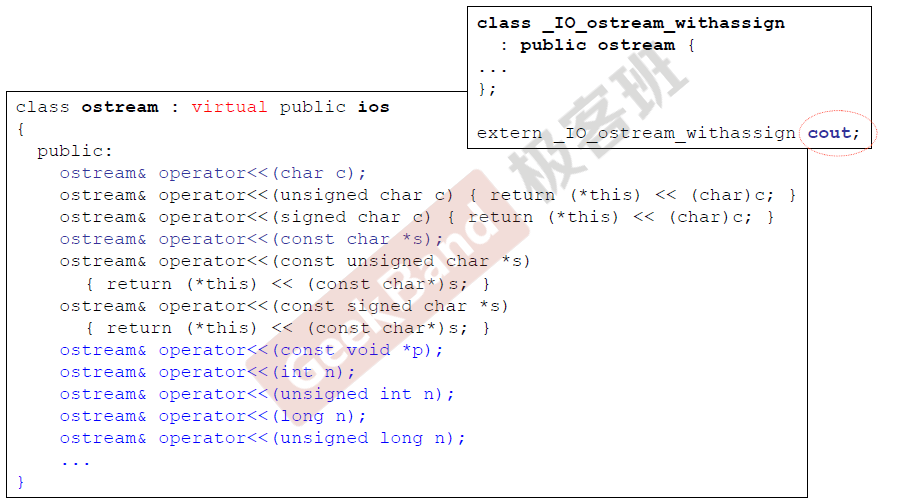 class _IO_ostream_withassign
  : public ostream {
...
};
extern _IO_ostream_withassign cout;
class ostream : virtual public ios
{
  public:
    ostream& operator<<(char c);
    ostream& operator<<(unsigned char c) { return (*this) << (char)c; }
    ostream& operator<<(signed char c) { return (*this) << (char)c; }
    ostream& operator<<(const char *s);
    ostream& operator<<(const unsigned char *s)
      { return (*this) << (const char*)s; }
    ostream& operator<<(const signed char *s)
      { return (*this) << (const char*)s; }
    ostream& operator<<(const void *p);
    ostream& operator<<(int n);
    ostream& operator<<(unsigned int n);
    ostream& operator<<(long n);
    ostream& operator<<(unsigned long n);
    ...
}
GeekBand 极客班